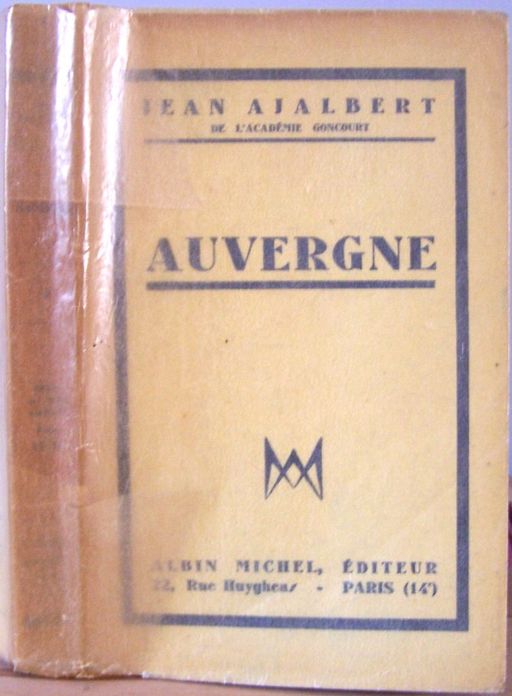 JEAN AJALBERT
DE L'ACADÉMIE GONCOURT
AUVERGNE
ALBIN MICHEL, ÉDITEUR
22, Rue Huyghens - PARIS (14ᵉ)